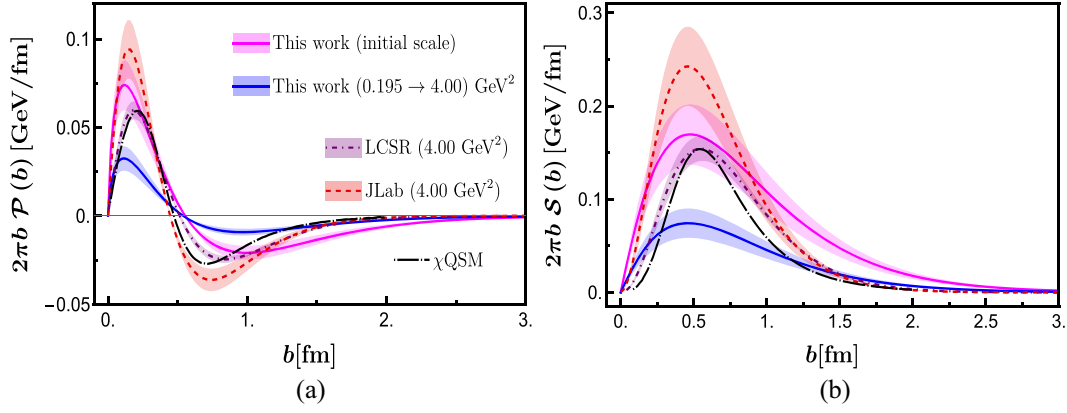 2πb 𝒫 (b) [GeV/fm]
0.1
0.05
0.
−0.05
0. 1. 2. 3.
b[fm]
This work (initial scale)
This work (0.195 → 4.00) GeV²
LCSR (4.00 GeV²)
JLab (4.00 GeV²)
χQSM
(a)
2πb 𝒮 (b) [GeV/fm]
0.3
0.2
0.1
0.
0. 0.5 1.0 1.5 2. 2.5 3.
b[fm]
(b)